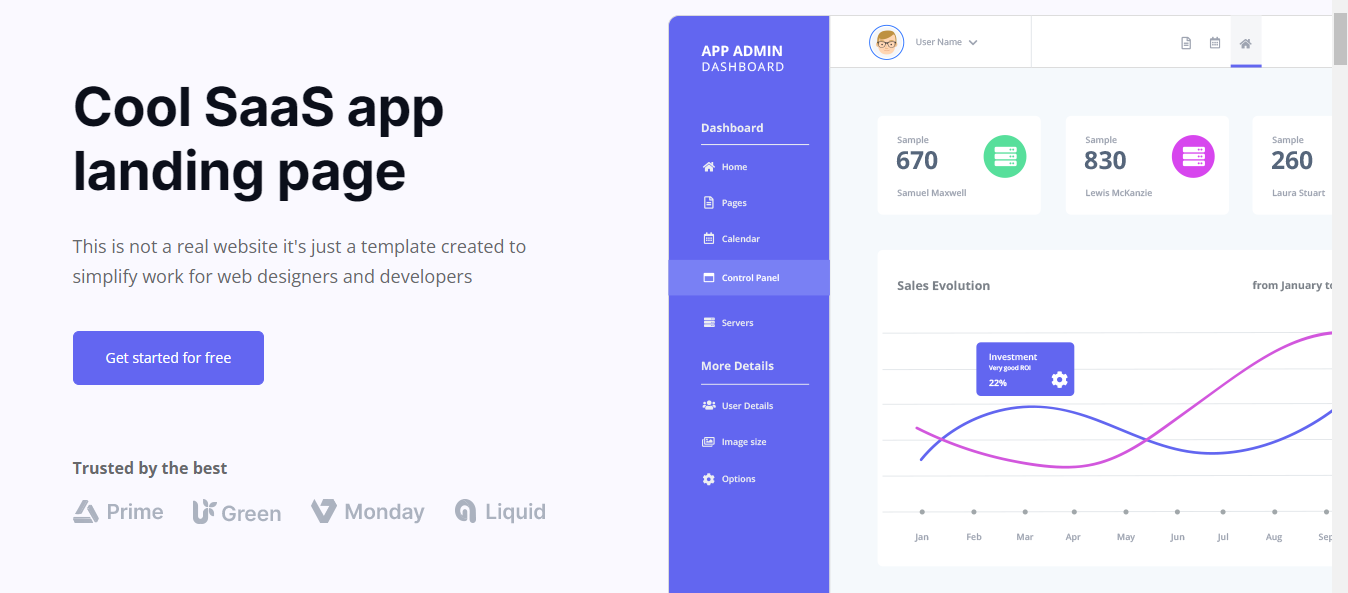 Cool SaaS app
landing page
This is not a real website it's just a template created to
simplify work for web designers and developers
Get started for free
Trusted by the best
Prime
Green
Monday
Liquid
APP ADMIN
DASHBOARD
Dashboard
Home
Pages
Calendar
Control Panel
Servers
More Details
User Details
Image size
Options
User Name
Sample
670
Samuel Maxwell
Sample
830
Lewis McKanzie
Sample
260
Laura Stuart
Sales Evolution
from January to
Investment
Very good ROI
22%
Jan Feb Mar Apr May Jun Jul Aug Sep